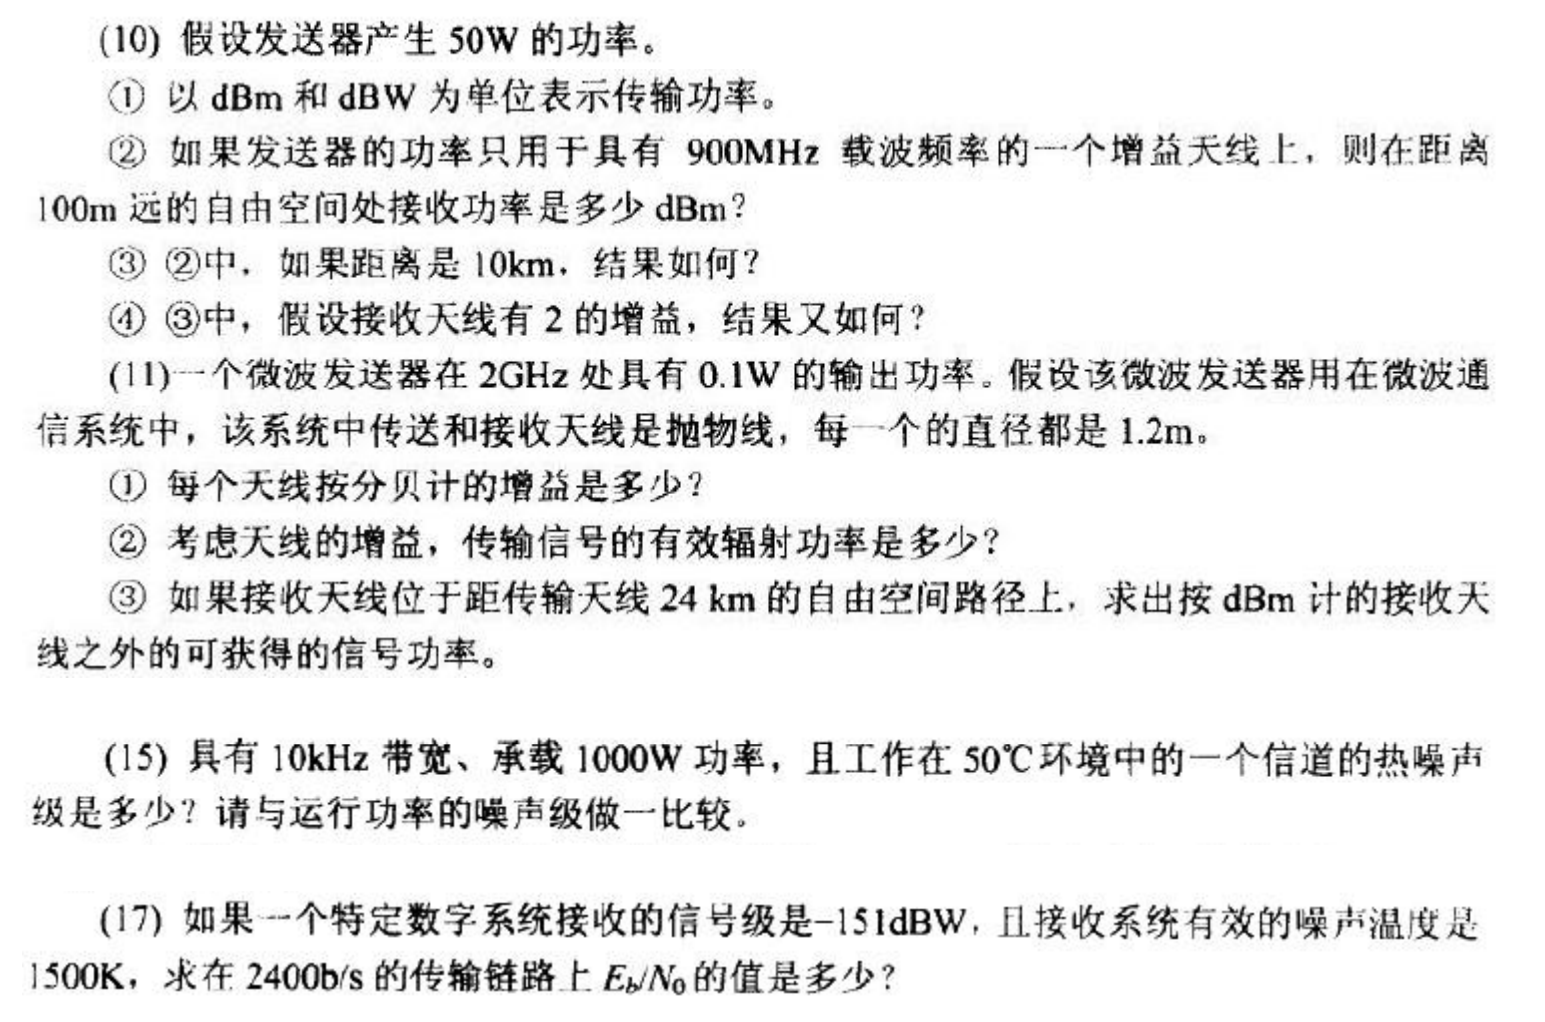 (10) 假设发送器产生 50W 的功率。
① 以 dBm 和 dBW 为单位表示传输功率。
② 如果发送器的功率只用于具有 900MHz 载波频率的一个增益天线上，则在距离
100m 远的自由空间处接收功率是多少 dBm？
③ ②中，如果距离是 10km，结果如何？
④ ③中，假设接收天线有 2 的增益，结果又如何？
(11)一个微波发送器在 2GHz 处具有 0.1W 的输出功率。假设该微波发送器用在微波通
信系统中，该系统中传送和接收天线是抛物线，每一个的直径都是 1.2m。
① 每个天线按分贝计的增益是多少？
② 考虑天线的增益，传输信号的有效辐射功率是多少？
③ 如果接收天线位于距传输天线 24 km 的自由空间路径上，求出按 dBm 计的接收天
线之外的可获得的信号功率。
(15) 具有 10kHz 带宽、承载 1000W 功率，且工作在 50℃环境中的一个信道的热噪声
级是多少？请与运行功率的噪声级做一比较。
(17) 如果一个特定数字系统接收的信号级是–151dBW，且接收系统有效的噪声温度是
1500K，求在 2400b/s 的传输链路上 Eb/N0 的值是多少？